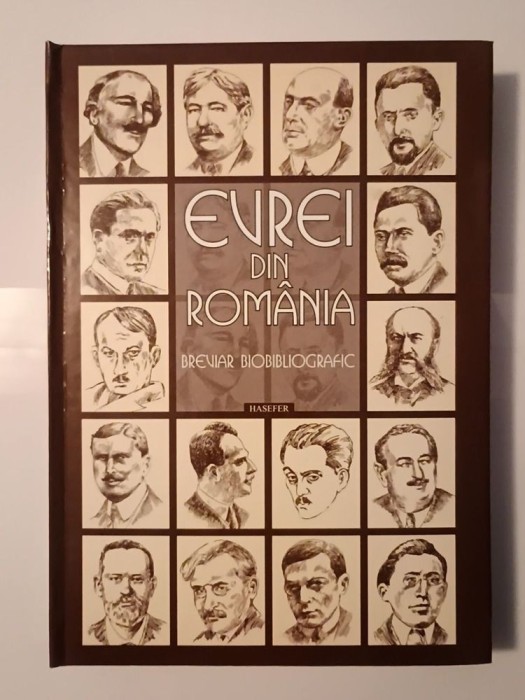 EVREI
DIN
ROMÂNIA
BREVIAR BIOBIBLIOGRAFIC
HASEFER